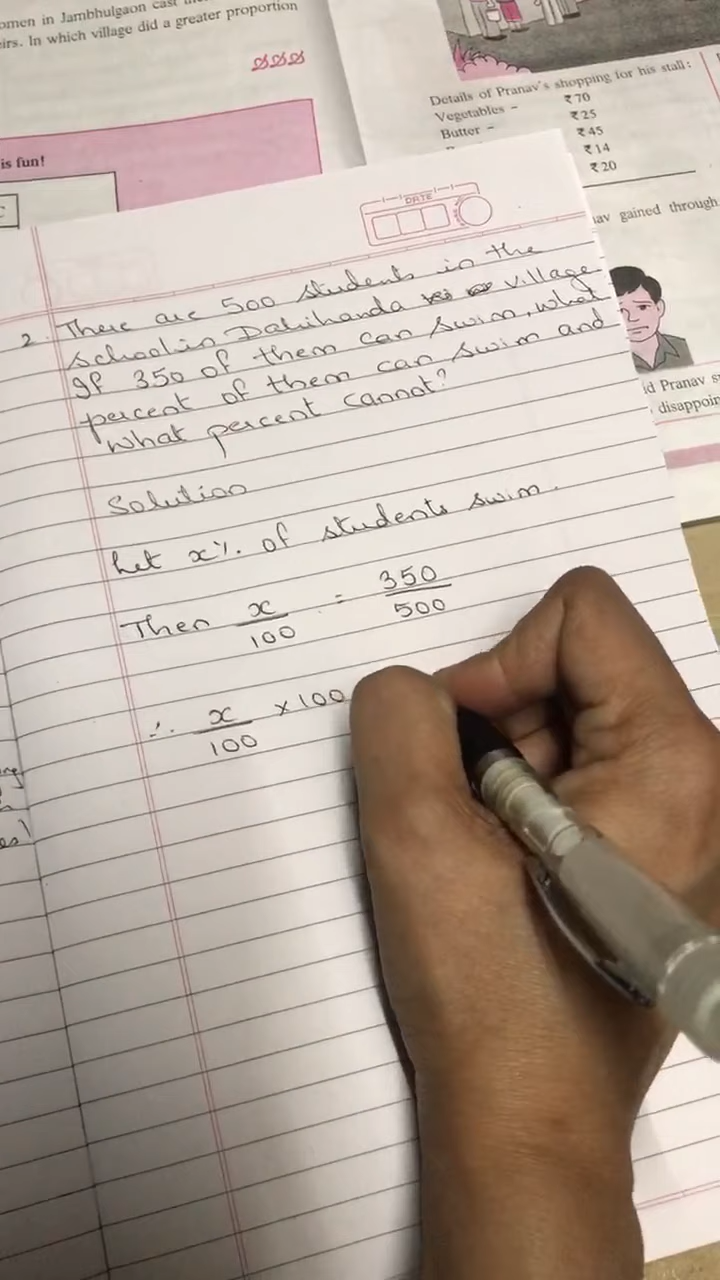 omen in Jambhulgaon cast
irs. In which village did a greater proportion
is fun!
Details of Pranav's shopping for his stall:
Vegetables - ₹70
Butter - ₹25
₹45
₹14
₹20
gained through
id Pranav
disappoin
DATE
2. There are 500 students in the
school in Dahihanda village
If 350 of them can swim, what
percent of them can swim and
what percent cannot?
Solution
Let x% of students swim.
Then x/100 = 350/500
∴ x/100 × 100